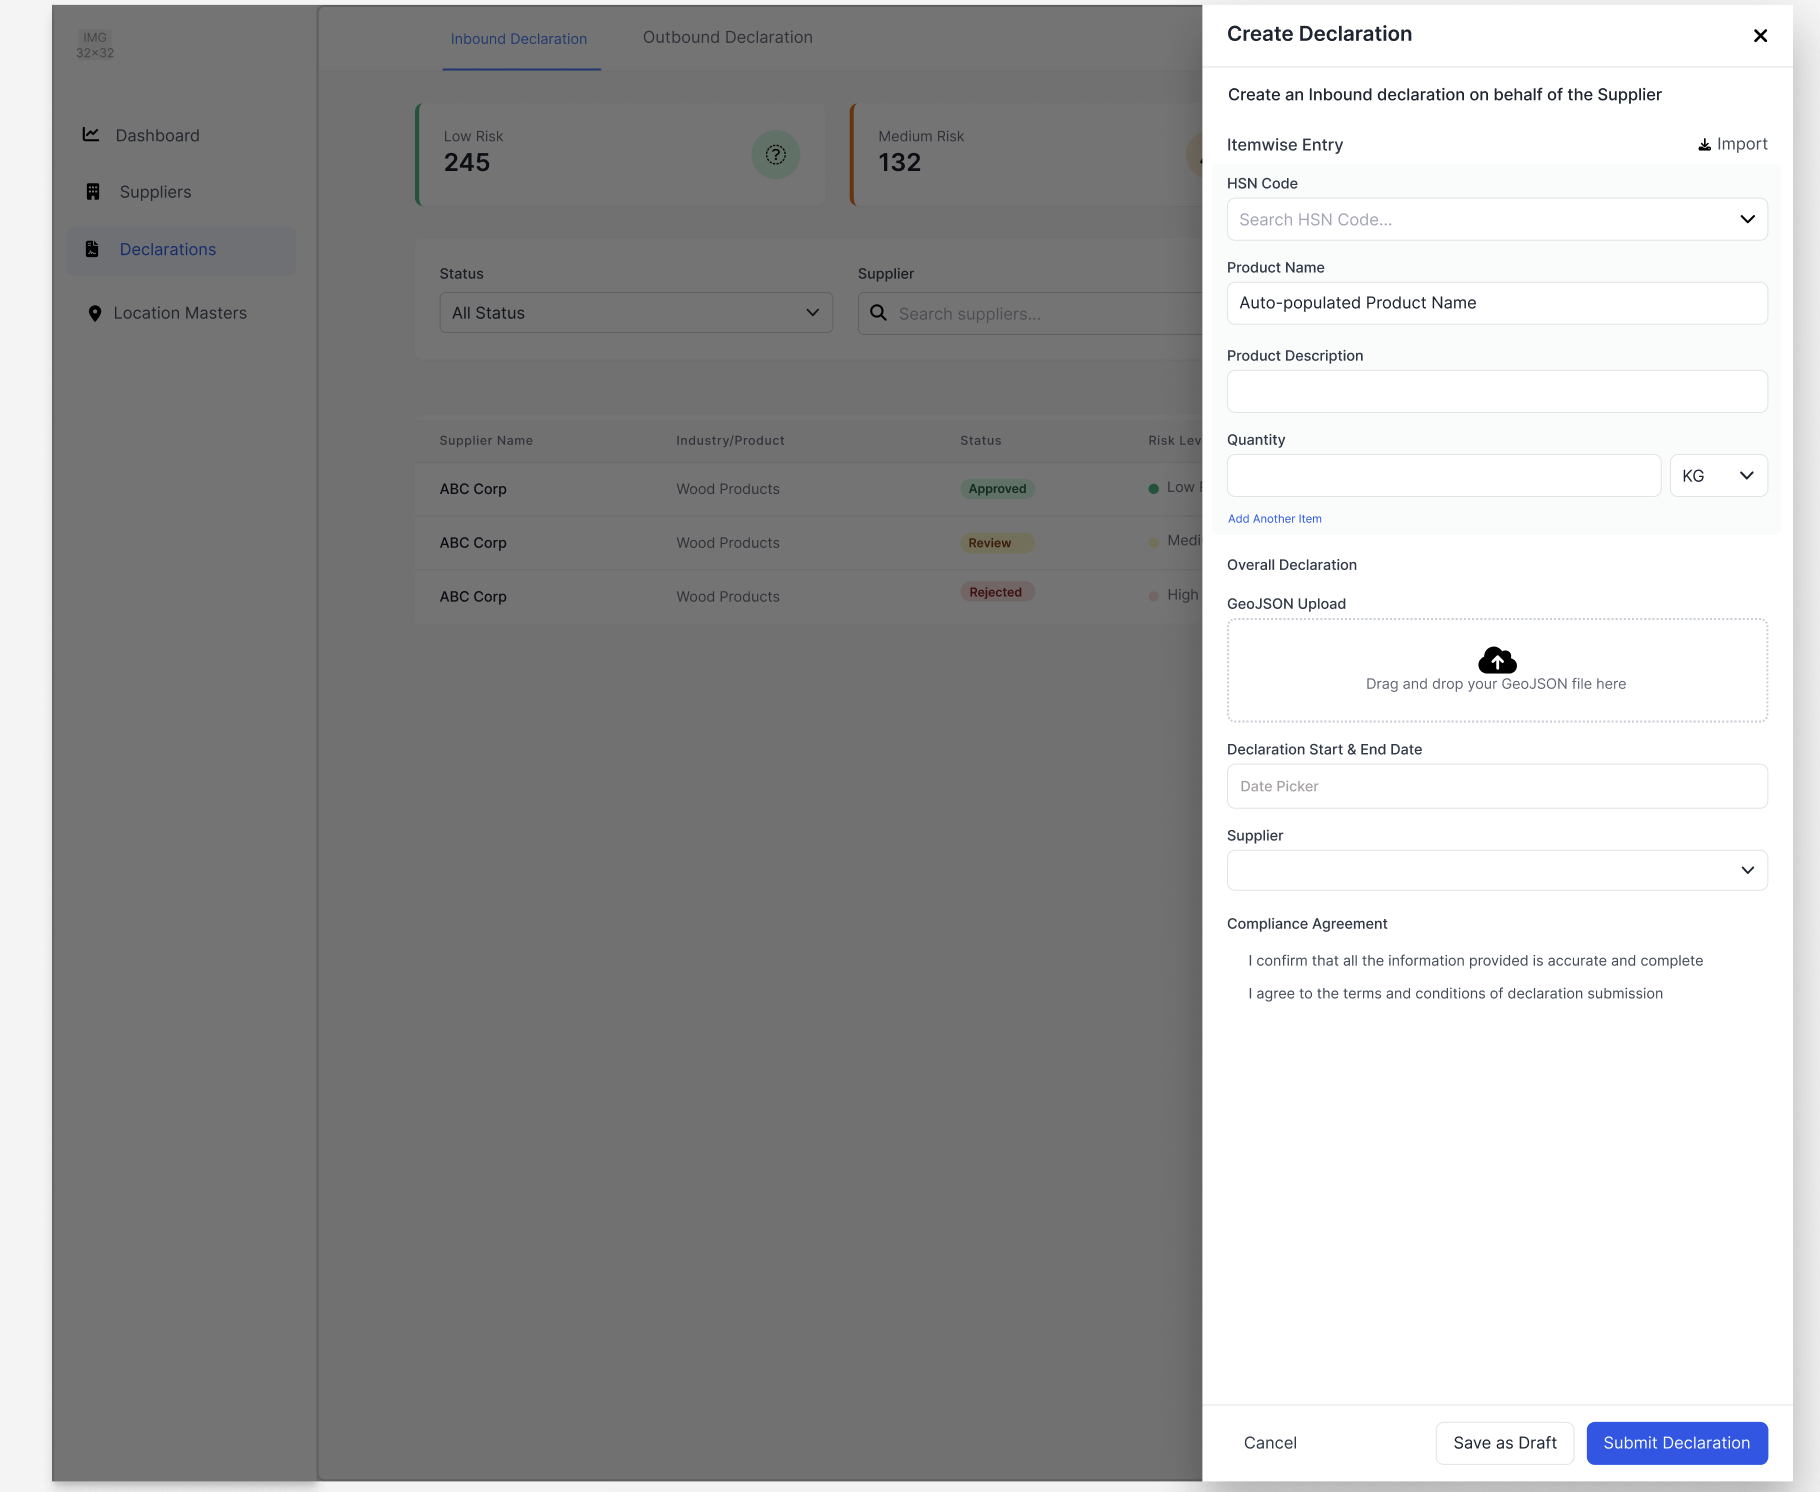 IMG
32×32
Dashboard
Suppliers
Declarations
Location Masters
Inbound Declaration
Outbound Declaration
Low Risk
245
Medium Risk
132
Status
All Status
Supplier
Search suppliers...
Supplier Name Industry/Product Status Risk Lev
ABC Corp Wood Products Approved Low
ABC Corp Wood Products Review Medi
ABC Corp Wood Products Rejected High
Create Declaration
Create an Inbound declaration on behalf of the Supplier
Itemwise Entry
Import
HSN Code
Search HSN Code...
Product Name
Auto-populated Product Name
Product Description
Quantity
KG
Add Another Item
Overall Declaration
GeoJSON Upload
Drag and drop your GeoJSON file here
Declaration Start & End Date
Date Picker
Supplier
Compliance Agreement
I confirm that all the information provided is accurate and complete
I agree to the terms and conditions of declaration submission
Cancel
Save as Draft
Submit Declaration